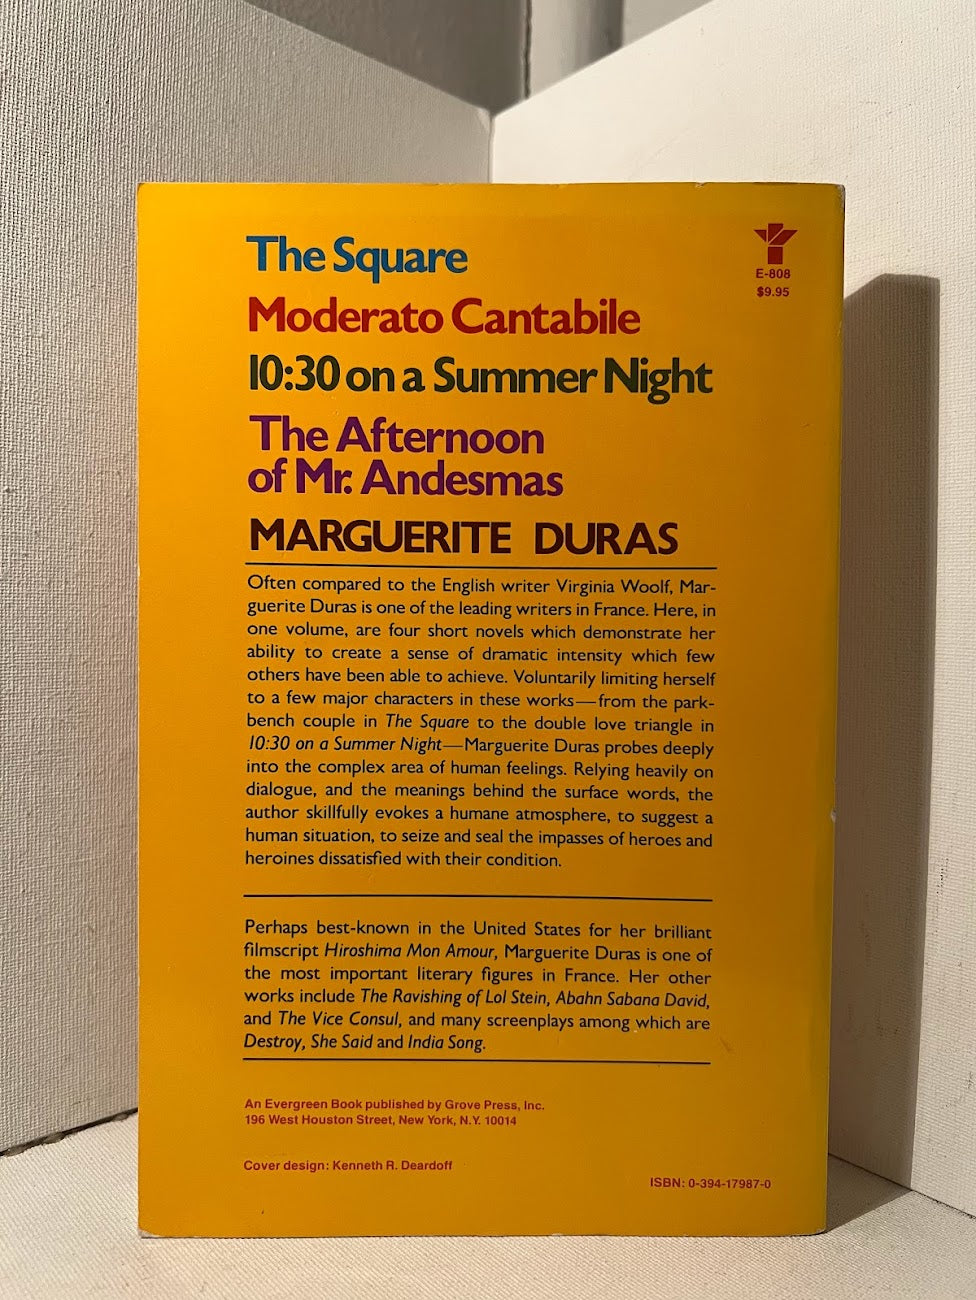 The Square
E-808
$9.95
Moderato Cantabile
10:30 on a Summer Night
The Afternoon
of Mr. Andesmas
MARGUERITE DURAS
Often compared to the English writer Virginia Woolf, Mar-
guerite Duras is one of the leading writers in France. Here, in
one volume, are four short novels which demonstrate her
ability to create a sense of dramatic intensity which few
others have been able to achieve. Voluntarily limiting herself
to a few major characters in these works—from the park-
bench couple in The Square to the double love triangle in
10:30 on a Summer Night—Marguerite Duras probes deeply
into the complex area of human feelings. Relying heavily on
dialogue, and the meanings behind the surface words, the
author skillfully evokes a humane atmosphere, to suggest a
human situation, to seize and seal the impasses of heroes and
heroines dissatisfied with their condition.
Perhaps best-known in the United States for her brilliant
filmscript Hiroshima Mon Amour, Marguerite Duras is one of
the most important literary figures in France. Her other
works include The Ravishing of Lol Stein, Abahn Sabana David,
and The Vice Consul, and many screenplays among which are
Destroy, She Said and India Song.
An Evergreen Book published by Grove Press, Inc.
196 West Houston Street, New York, N.Y. 10014
Cover design: Kenneth R. Deardoff
ISBN: 0-394-17987-0